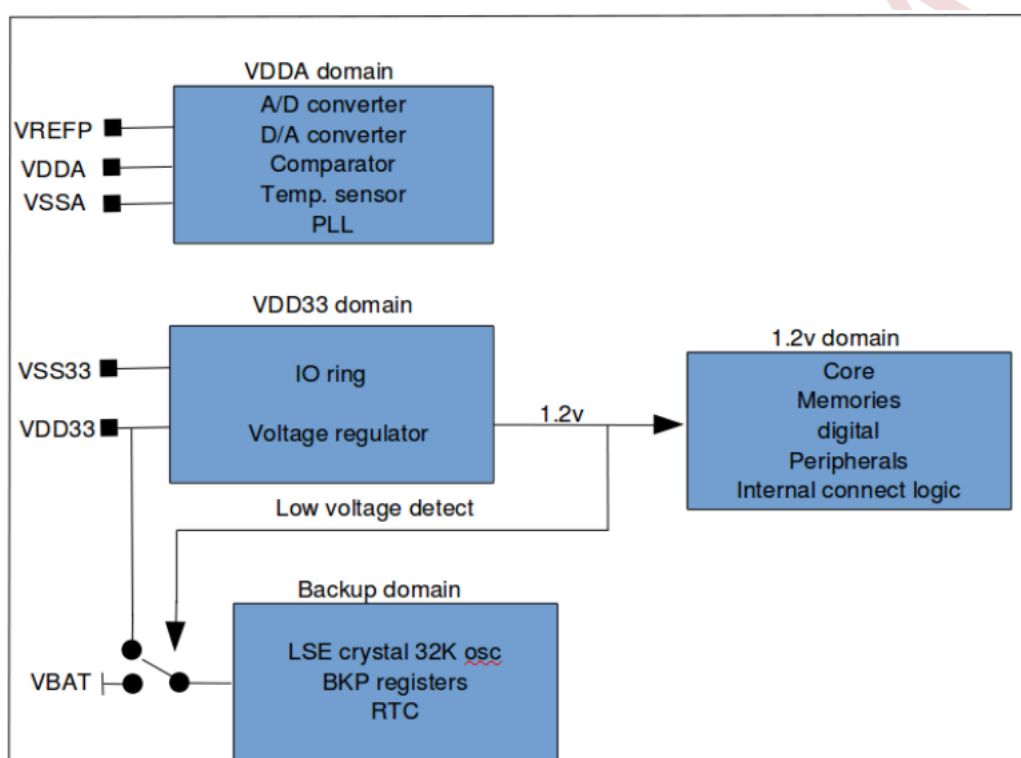 VDDA domain
A/D converter
D/A converter
Comparator
Temp. sensor
PLL
VREFP
VDDA
VSSA
VDD33 domain
IO ring
Voltage regulator
VSS33
VDD33
1.2v
1.2v domain
Core
Memories
digital
Peripherals
Internal connect logic
Low voltage detect
Backup domain
LSE crystal 32K osc
BKP registers
RTC
VBAT